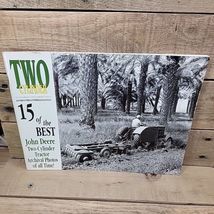 TWO
CYLINDER
15 of the
BEST
John Deere
Two-Cylinder
Tractor
Archival Photos
of all Time!